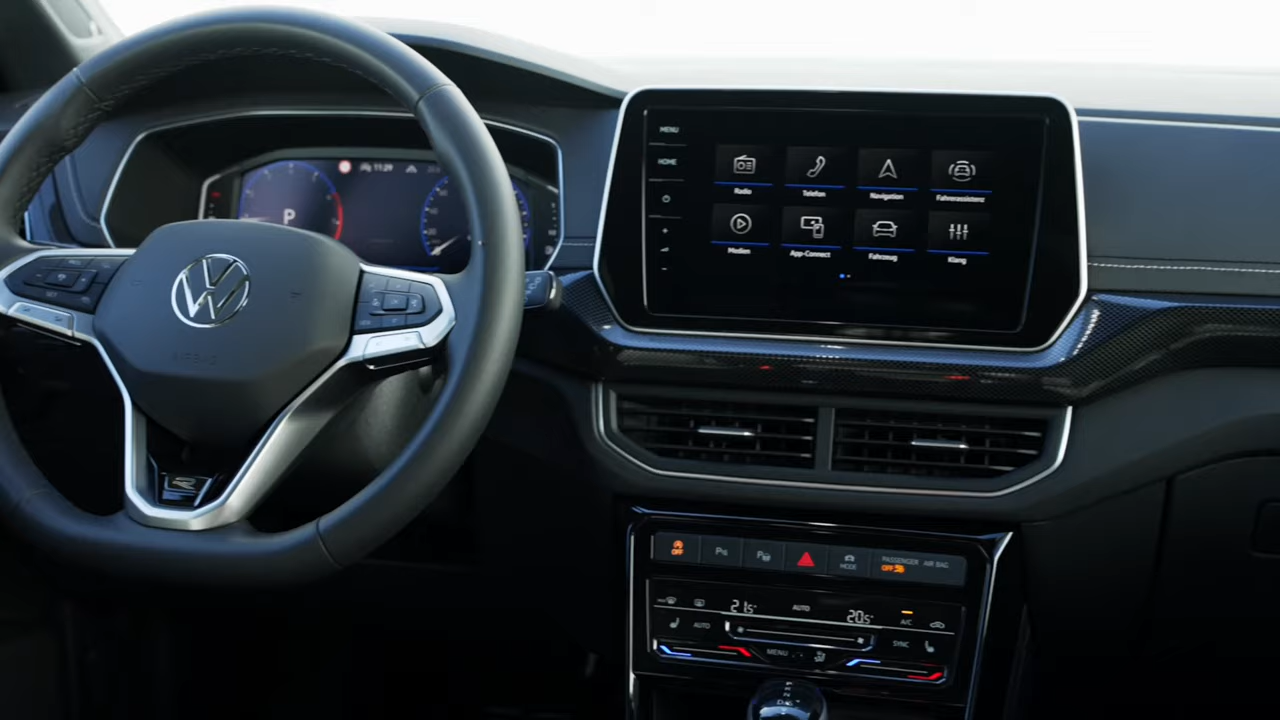 P
11:29
MENU
HOME
Radio
Telefon
Navigation
Fahrerassistenz
Medien
App-Connect
Fahrzeug
Klang
AIRBAG
R
OFF
MODE
PASSENGER AIR BAG
OFF
21.5°
AUTO
20.5°
A/C
AUTO
SYNC
MENU